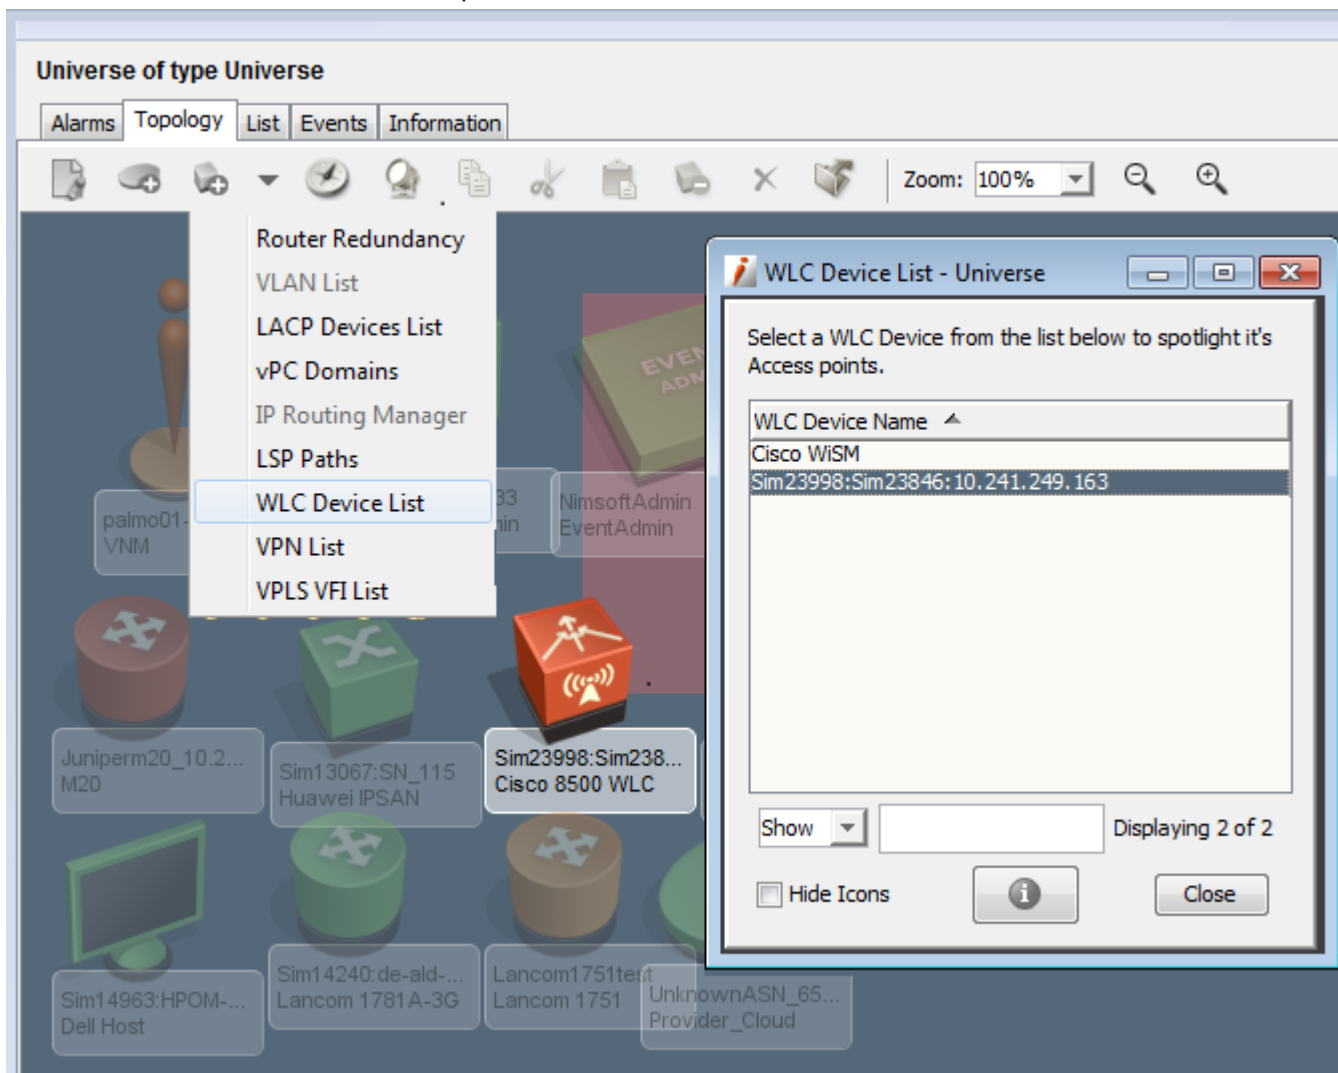 Universe of type Universe
Alarms Topology List Events Information
Zoom: 100%
Router Redundancy
VLAN List
LACP Devices List
vPC Domains
IP Routing Manager
LSP Paths
WLC Device List
VPN List
VPLS VFI List
WLC Device List - Universe
Select a WLC Device from the list below to spotlight it's
Access points.
WLC Device Name
Cisco WiSM
Sim23998:Sim23846:10.241.249.163
Show
Displaying 2 of 2
Hide Icons
Close
palmo01-
VNM
33
NimsoftAdmin
EventAdmin
Juniperm20_10.2...
M20
Sim13067:SN_115
Huawei IPSAN
Sim23998:Sim238...
Cisco 8500 WLC
Sim14963:HPOM-...
Dell Host
Sim14240:de-ald-...
Lancom 1781A-3G
Lancom1751test
Lancom 1751
UnknownASN_65...
Provider_Cloud